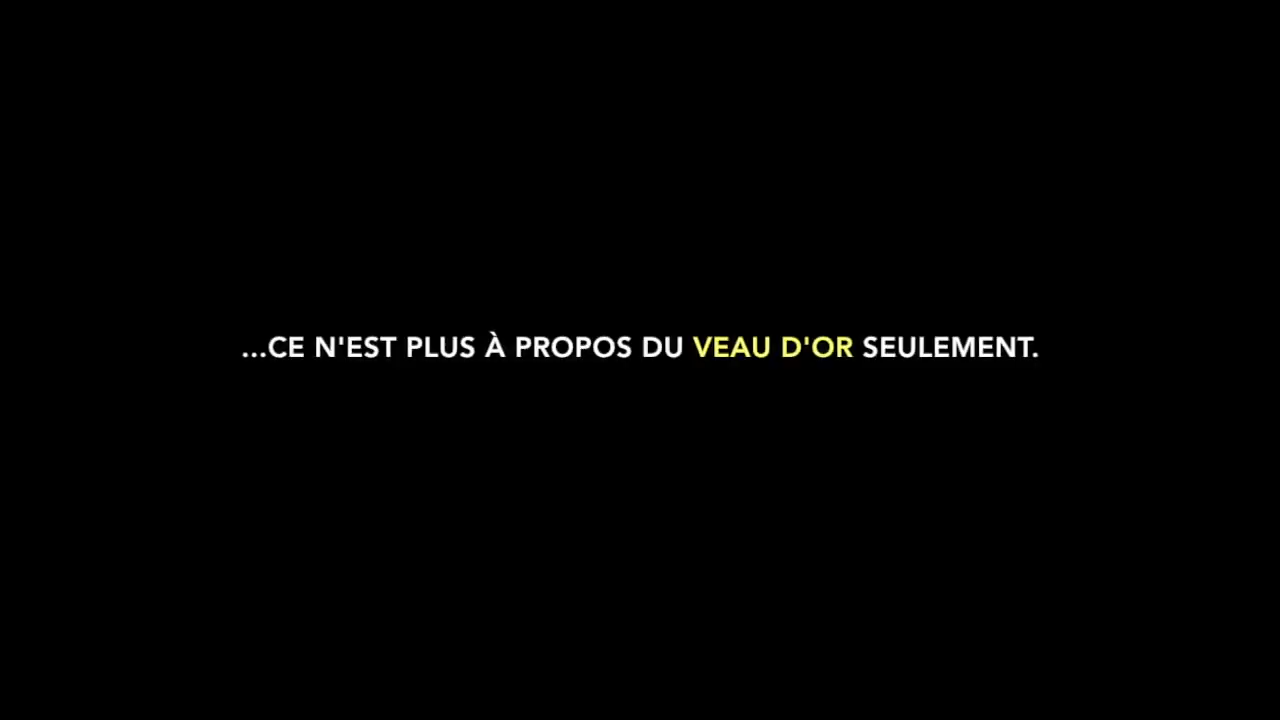 ...CE N'EST PLUS À PROPOS DU VEAU D'OR SEULEMENT.